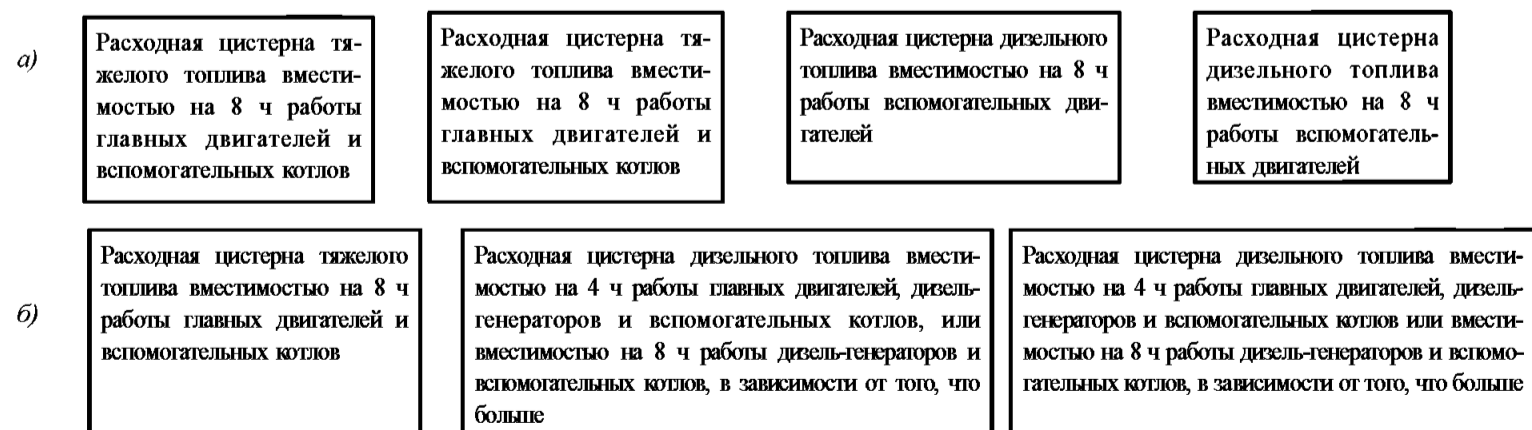 а)
Расходная цистерна тя-
желого топлива вмести-
мостью на 8 ч работы
главных двигателей и
вспомогательных котлов
Расходная цистерна тя-
желого топлива вмести-
мостью на 8 ч работы
главных двигателей и
вспомогательных котлов
Расходная цистерна дизельного
топлива вместимостью на 8 ч
работы вспомогательных дви-
гателей
Расходная цистерна
дизельного топлива
вместимостью на 8 ч
работы вспомогатель-
ных двигателей
б)
Расходная цистерна тяжелого
топлива вместимостью на 8 ч
работы главных двигателей и
вспомогательных котлов
Расходная цистерна дизельного топлива вмести-
мостью на 4 ч работы главных двигателей, дизель-
генераторов и вспомогательных котлов, или
вместимостью на 8 ч работы дизель-генераторов и
вспомогательных котлов, в зависимости от того, что
больше
Расходная цистерна дизельного топлива вмести-
мостью на 4 ч работы главных двигателей, дизель-
генераторов и вспомогательных котлов или вмести-
мостью на 8 ч работы дизель-генераторов и вспомо-
гательных котлов, в зависимости от того, что больше